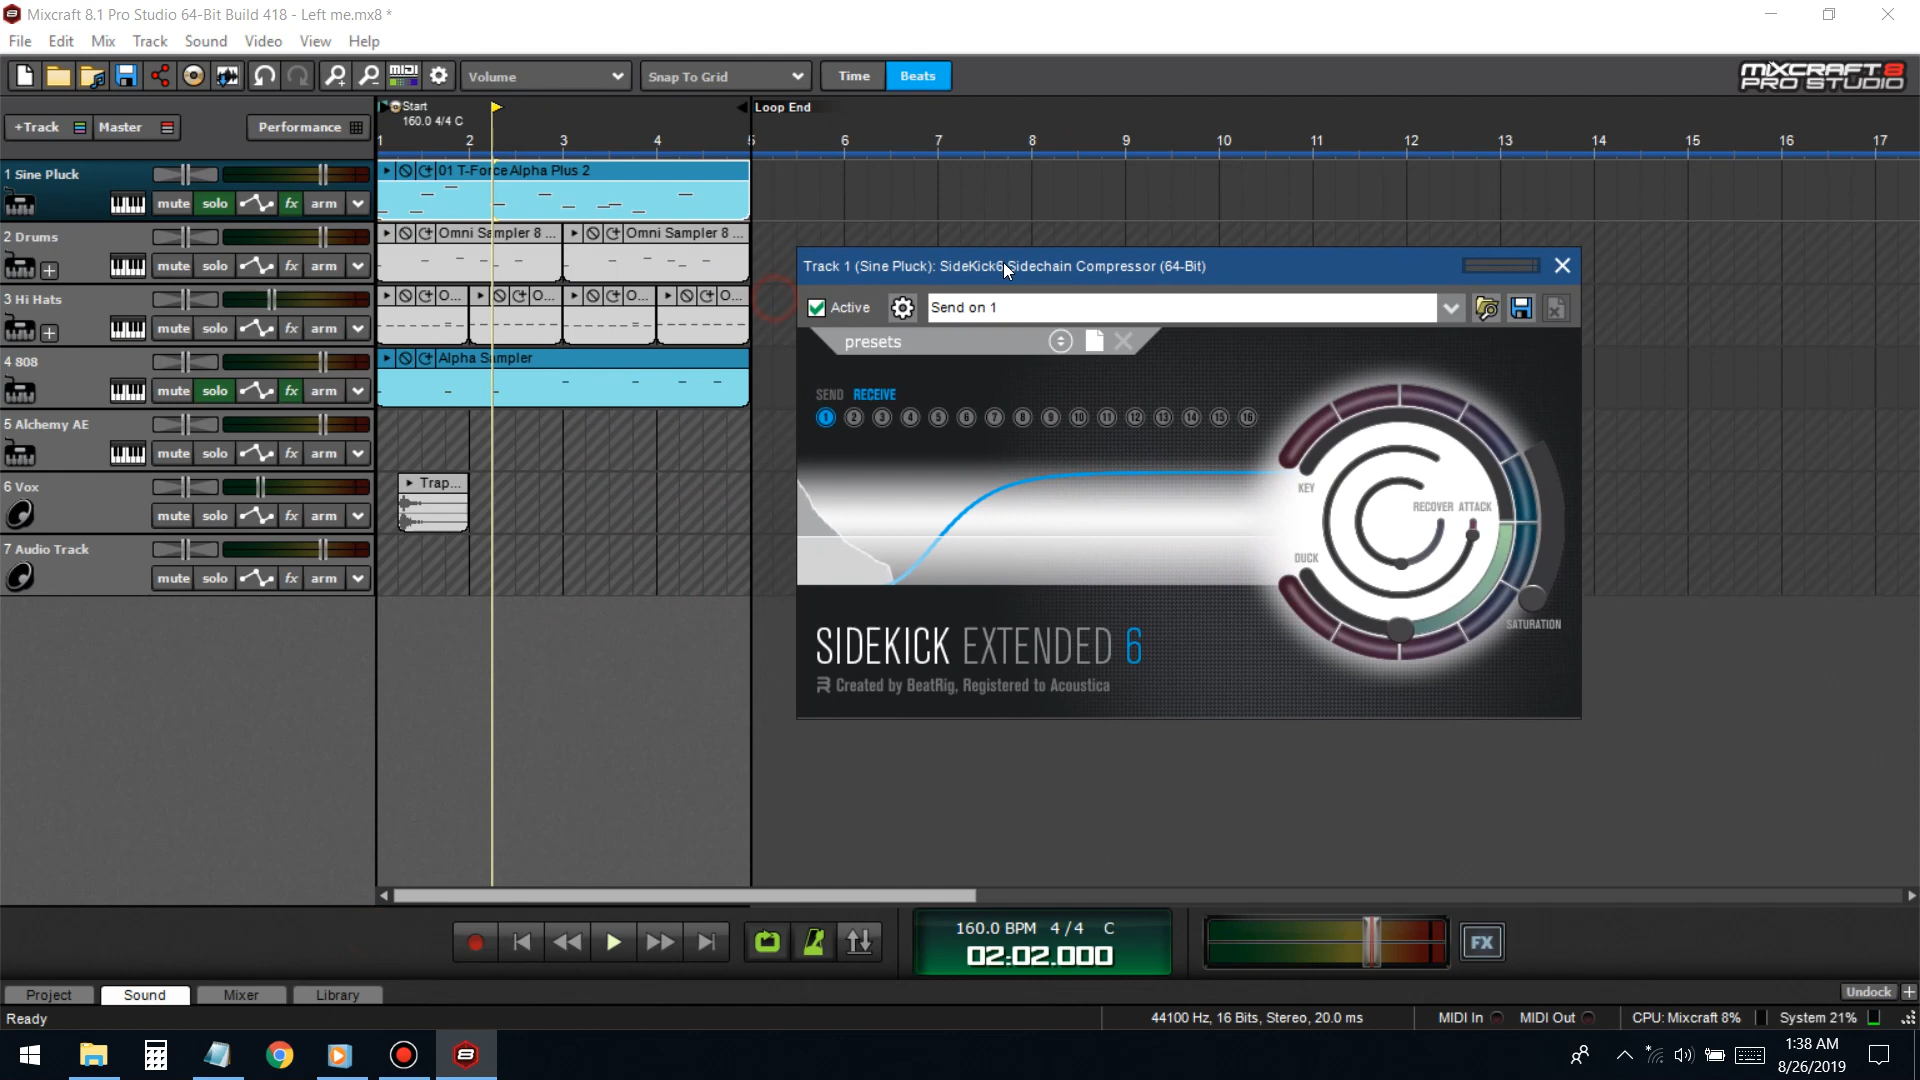 Mixcraft 8.1 Pro Studio 64-Bit Build 418 - Left me.mx8 *
File Edit Mix Track Sound Video View Help
MIDI Volume Snap To Grid Time Beats
MIXCRAFT 8
PRO STUDIO
Start
160.0 4/4 C
Loop End
+Track Master Performance
1 2 3 4 5 6 7 8 9 10 11 12 13 14 15 16 17
1 Sine Pluck
mute solo fx arm
01 T-Force Alpha Plus 2
2 Drums
mute solo fx arm
Omni Sampler 8 ... Omni Sampler 8 ...
3 Hi Hats
mute solo fx arm
O... O... O... O...
4 808
mute solo fx arm
Alpha Sampler
5 Alchemy AE
mute solo fx arm
6 Vox
mute solo fx arm
Trap...
7 Audio Track
mute solo fx arm
Track 1 (Sine Pluck): SideKick6 Sidechain Compressor (64-Bit)
Active Send on 1
presets
SEND RECEIVE
1 2 3 4 5 6 7 8 9 10 11 12 13 14 15 16
KEY
RECOVER ATTACK
DUCK
SATURATION
SIDEKICK EXTENDED 6
Created by BeatRig, Registered to Acoustica
160.0 BPM 4/4 C
02:02.000
FX
Project Sound Mixer Library
Undock +
Ready
44100 Hz, 16 Bits, Stereo, 20.0 ms MIDI In MIDI Out CPU: Mixcraft 8% System 21%
8
1:38 AM
8/26/2019